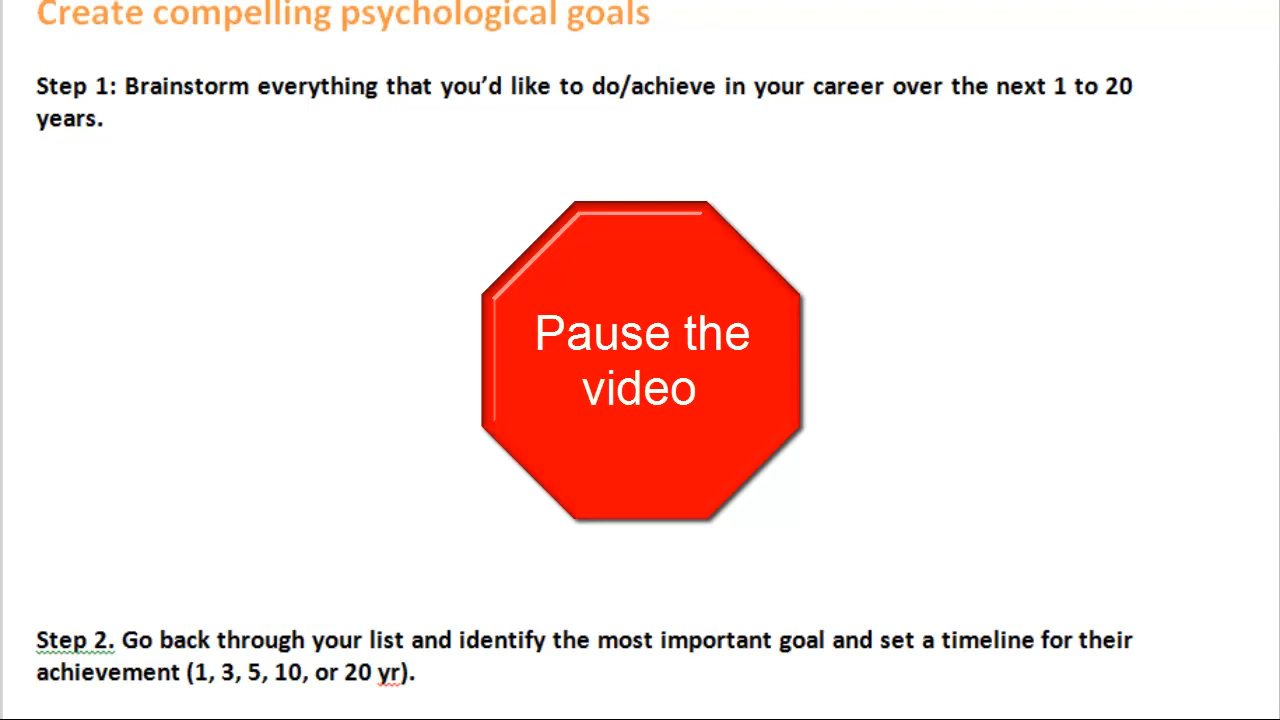 Create compelling psychological goals
Step 1: Brainstorm everything that you’d like to do/achieve in your career over the next 1 to 20
years.
Pause the
video
Step 2. Go back through your list and identify the most important goal and set a timeline for their
achievement (1, 3, 5, 10, or 20 yr).